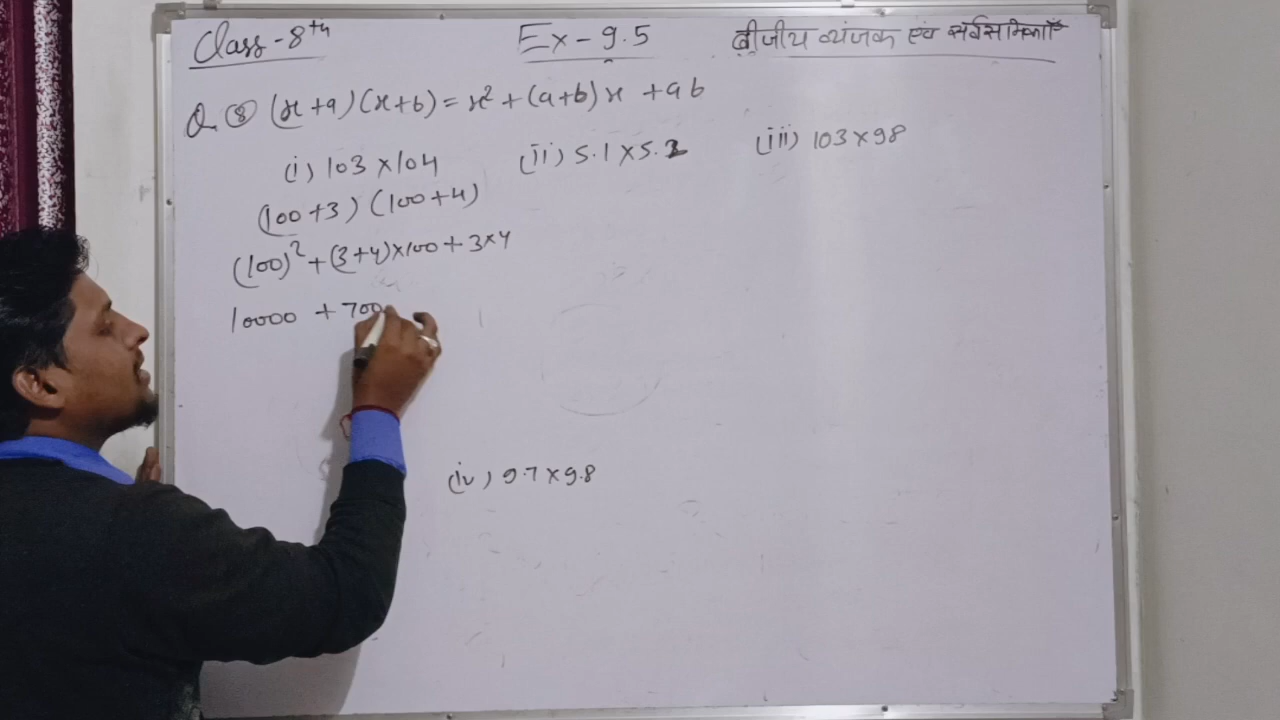 Class-8th Ex-9.5 बीजीय व्यंजक एवं सर्वसमिकाएँ
Q. ⑧ (x+a)(x+b)=x²+(a+b)x+ab
(i) 103×104 (ii) 5.1×5.2 (iii) 103×98
(100+3)(100+4)
(100)²+(3+4)×100+3×4
10000+700
(iv) 9.7×9.8